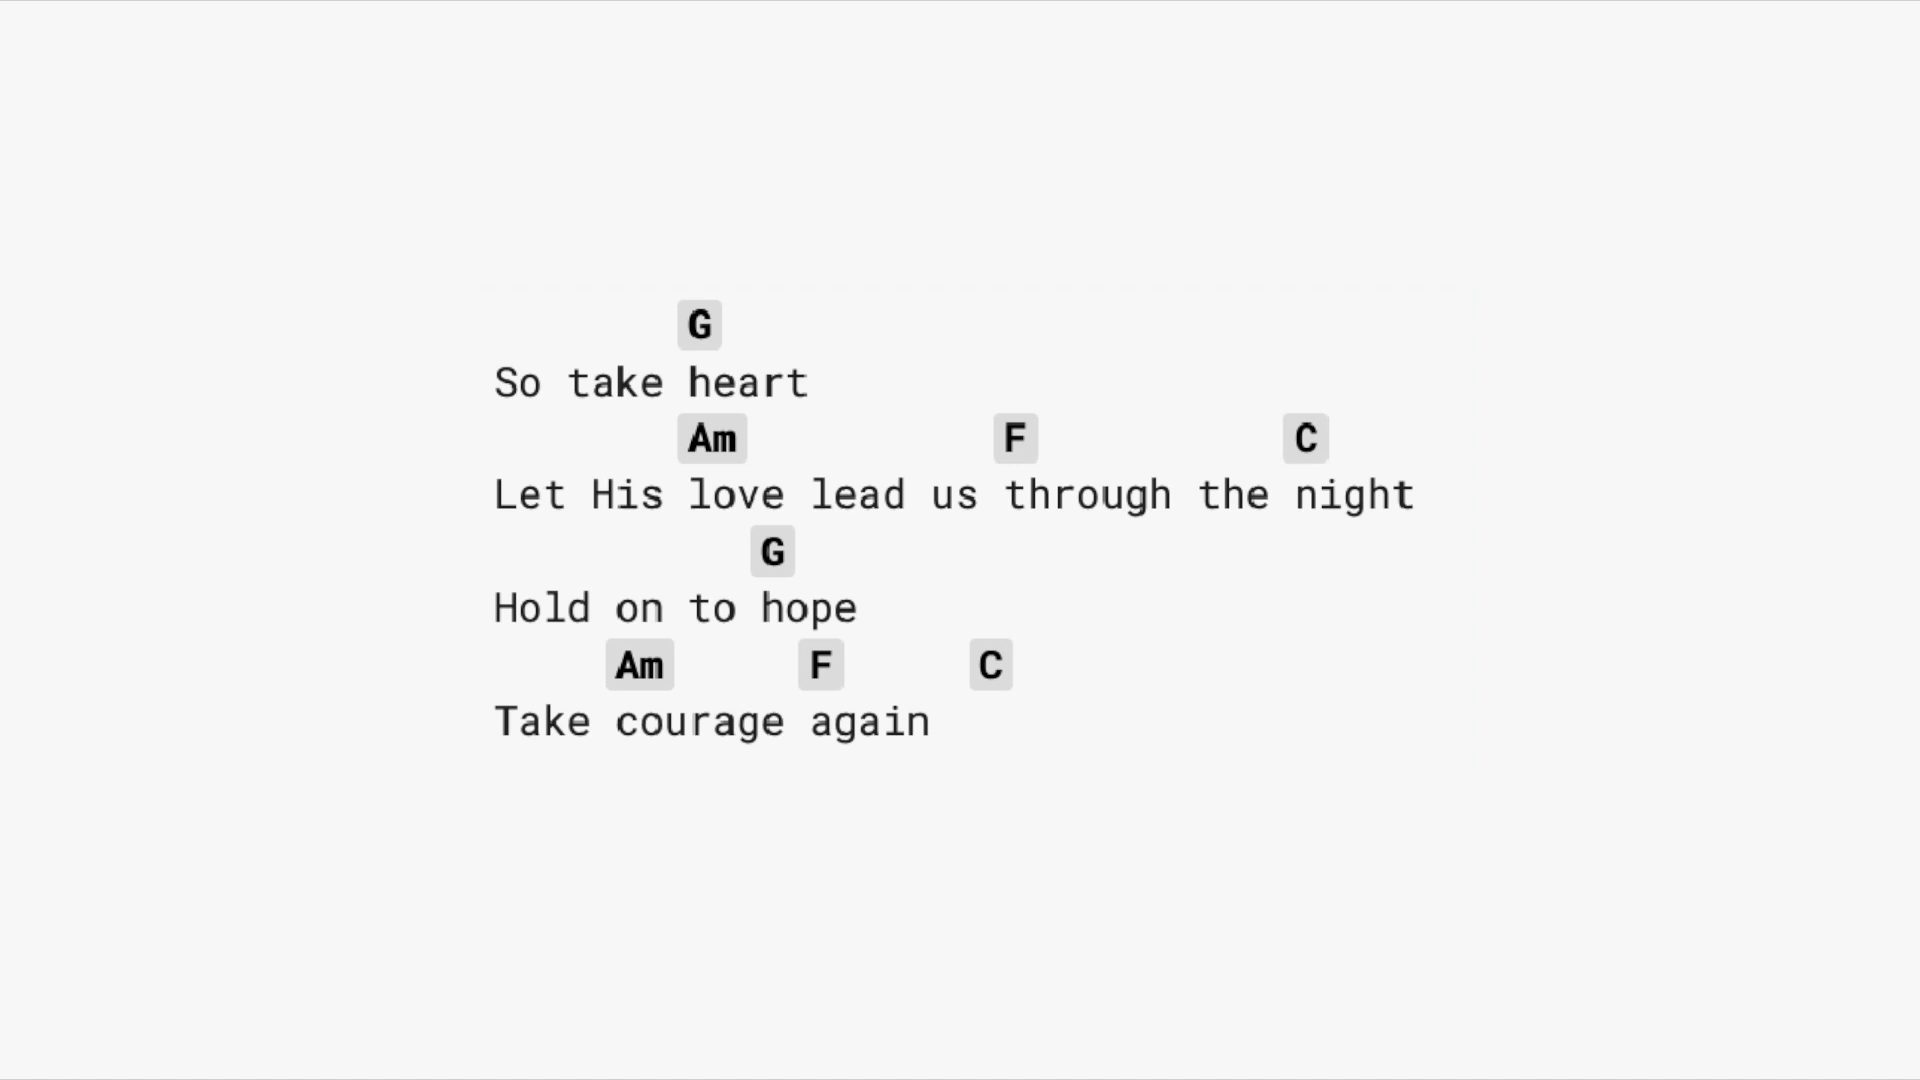 G
So take heart
Am F C
Let His love lead us through the night
G
Hold on to hope
Am F C
Take courage again